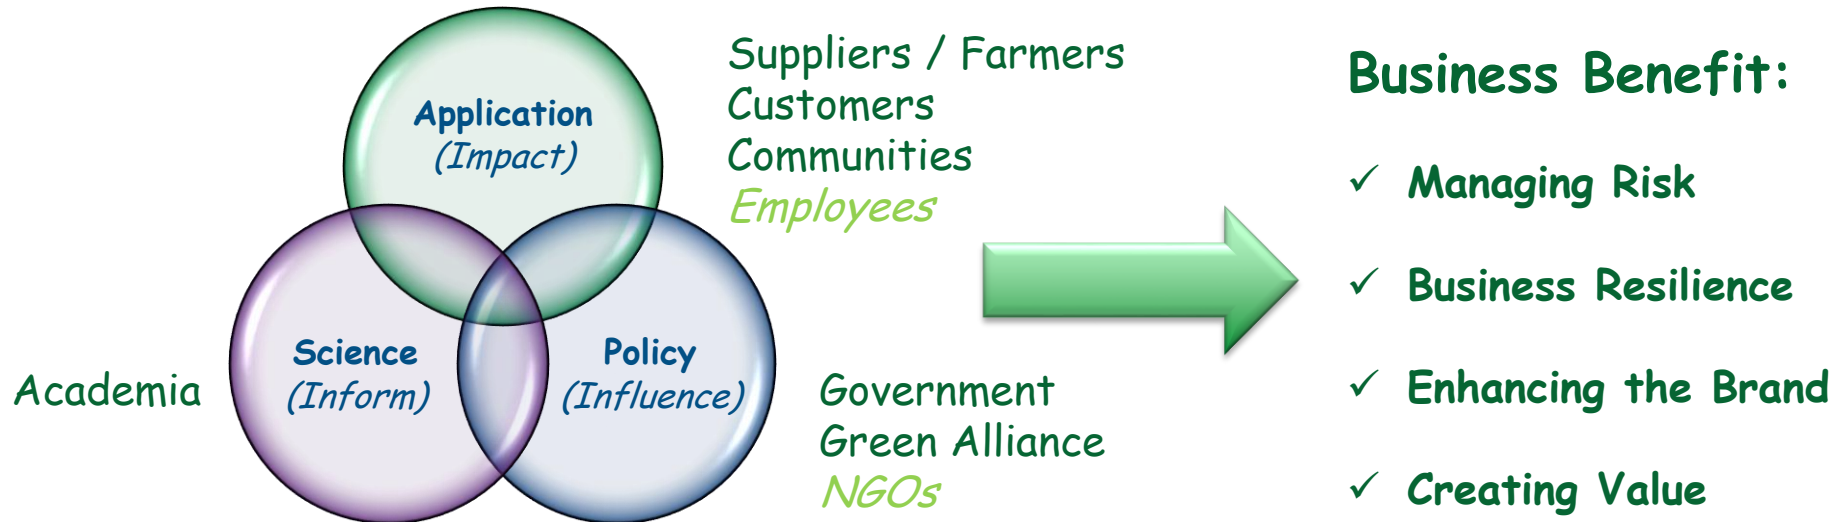 Application
(Impact)
Suppliers / Farmers
Customers
Communities
Employees
Science
(Inform)
Policy
(Influence)
Academia
Government
Green Alliance
NGOs
Business Benefit:
✓ Managing Risk
✓ Business Resilience
✓ Enhancing the Brand
✓ Creating Value